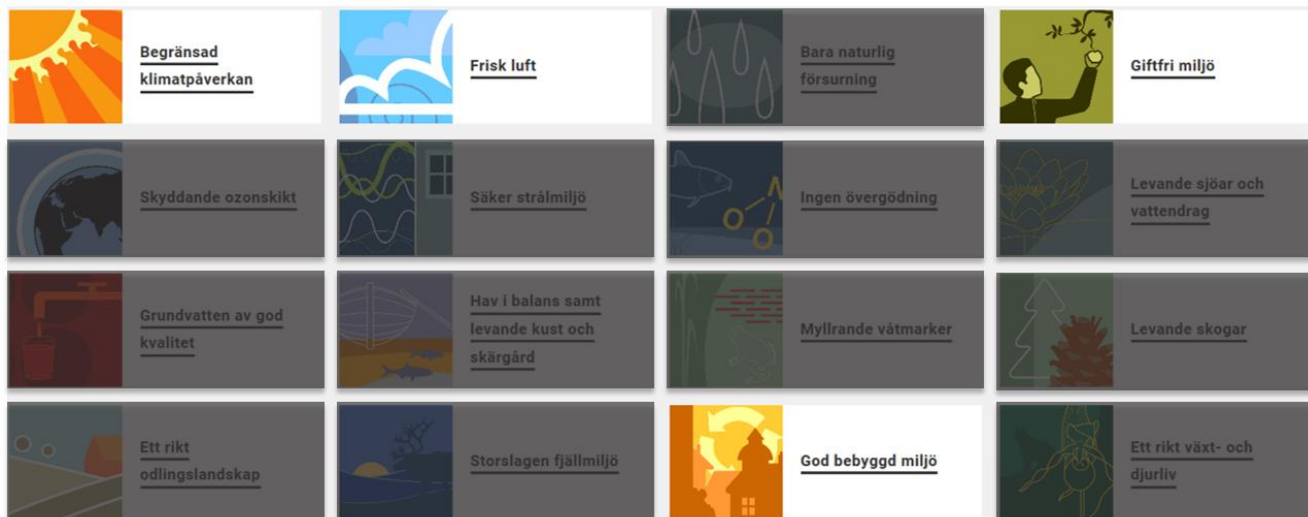 Begränsad
klimatpåverkan
Frisk luft
Bara naturlig
försurning
Giftfri miljö
Skyddande ozonskikt
Säker strålmiljö
Ingen övergödning
Levande sjöar och
vattendrag
Grundvatten av god
kvalitet
Hav i balans samt
levande kust och
skärgård
Myllrande våtmarker
Levande skogar
Ett rikt
odlingslandskap
Storslagen fjällmiljö
God bebyggd miljö
Ett rikt växt- och
djurliv